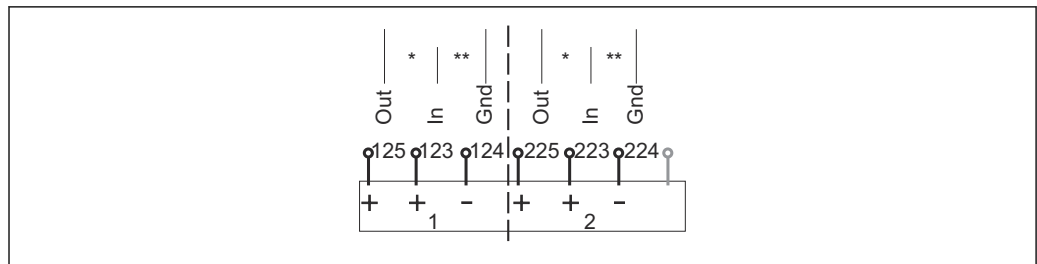 * ** * **
Out In Gnd Out In Gnd
125 123 124 225 223 224
+ + - + + -
1 2